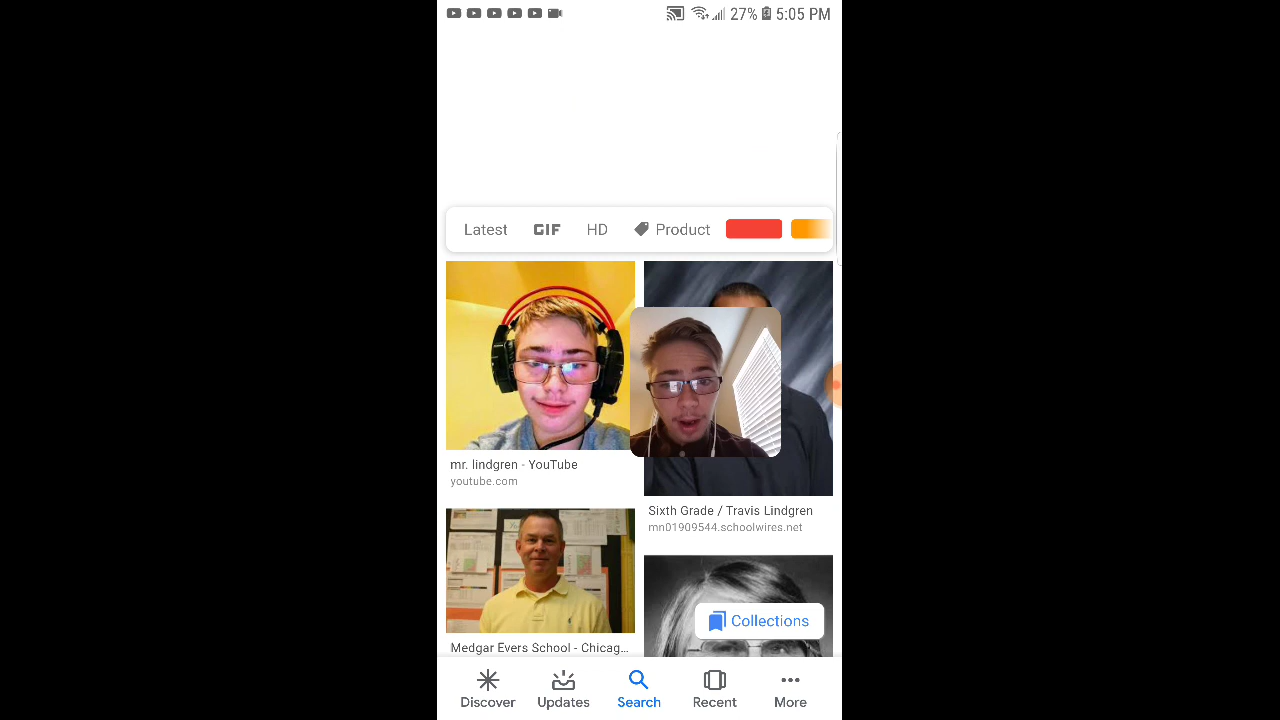 27% 5:05 PM
Latest GIF HD Product
mr. lindgren - YouTube
youtube.com
Sixth Grade / Travis Lindgren
mn01909544.schoolwires.net
Medgar Evers School - Chicag...
Collections
Discover Updates Search Recent More